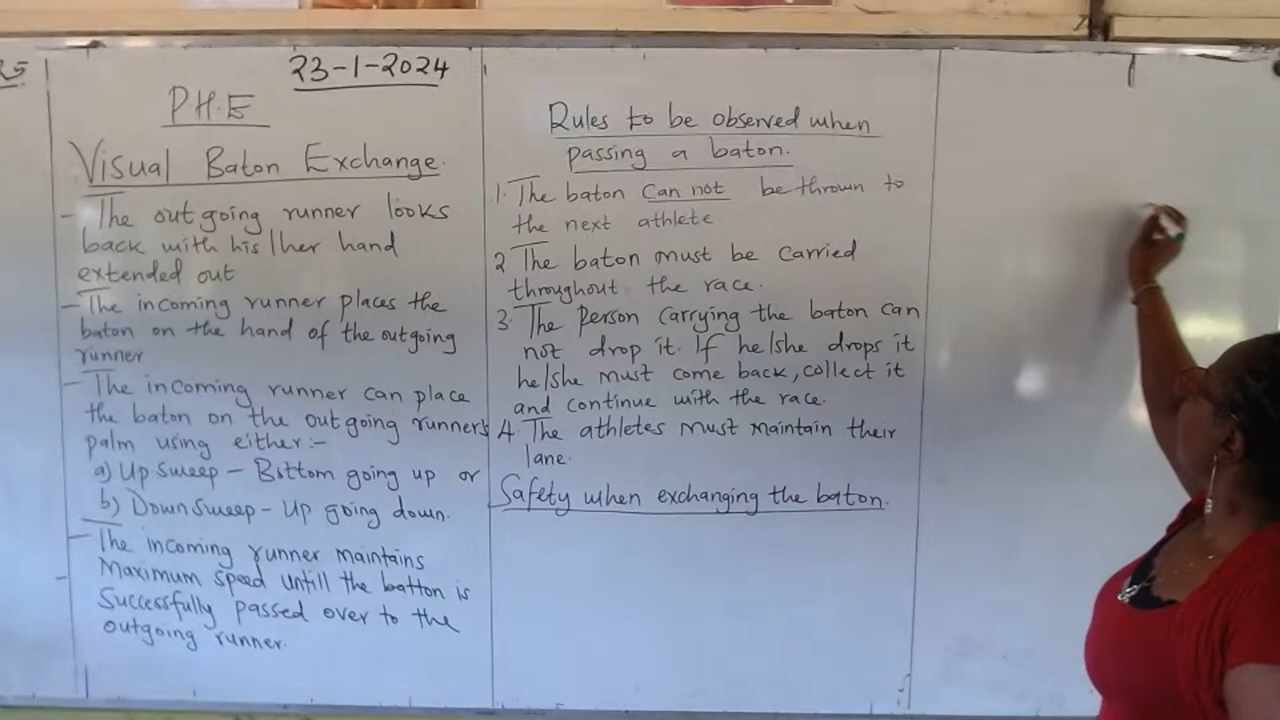 23-1-2024
P.H.E
Visual Baton Exchange.
- The out going runner looks
back with his/her hand
extended out
- The incoming runner places the
baton on the hand of the outgoing
runner
- The incoming runner can place
the baton on the outgoing runners
palm using either:-
a) Up Sweep - Bottom going up or
b) Down Sweep - Up going down.
- The incoming runner maintains
Maximum speed untill the batton is
Successfully passed over to the
outgoing runner.
Rules to be observed when
passing a baton.
1. The baton Can not be thrown to
the next athlete.
2. The baton must be carried
throughout the race.
3. The person carrying the baton can
not drop it. If he/she drops it
he/she must come back, collect it
and continue with the race.
4. The athletes must maintain their
lane.
Safety when exchanging the baton.